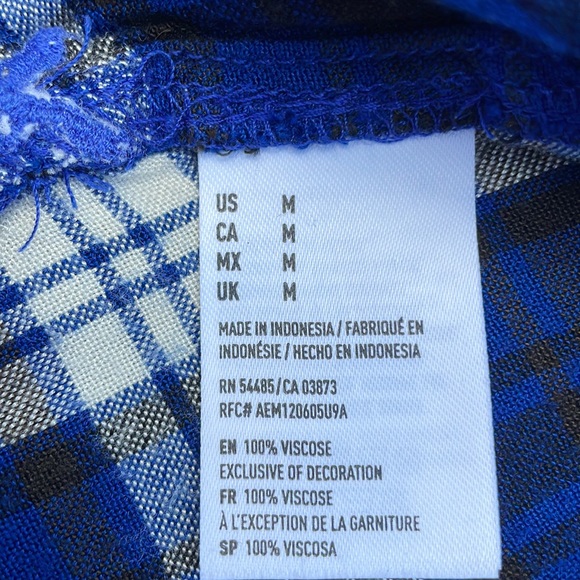 US M
CA M
MX M
UK M
MADE IN INDONESIA / FABRIQUÉ EN
INDONÉSIE / HECHO EN INDONESIA
RN 54485/CA 03873
RFC# AEM120605U9A
EN 100% VISCOSE
EXCLUSIVE OF DECORATION
FR 100% VISCOSE
À L'EXCEPTION DE LA GARNITURE
SP 100% VISCOSA